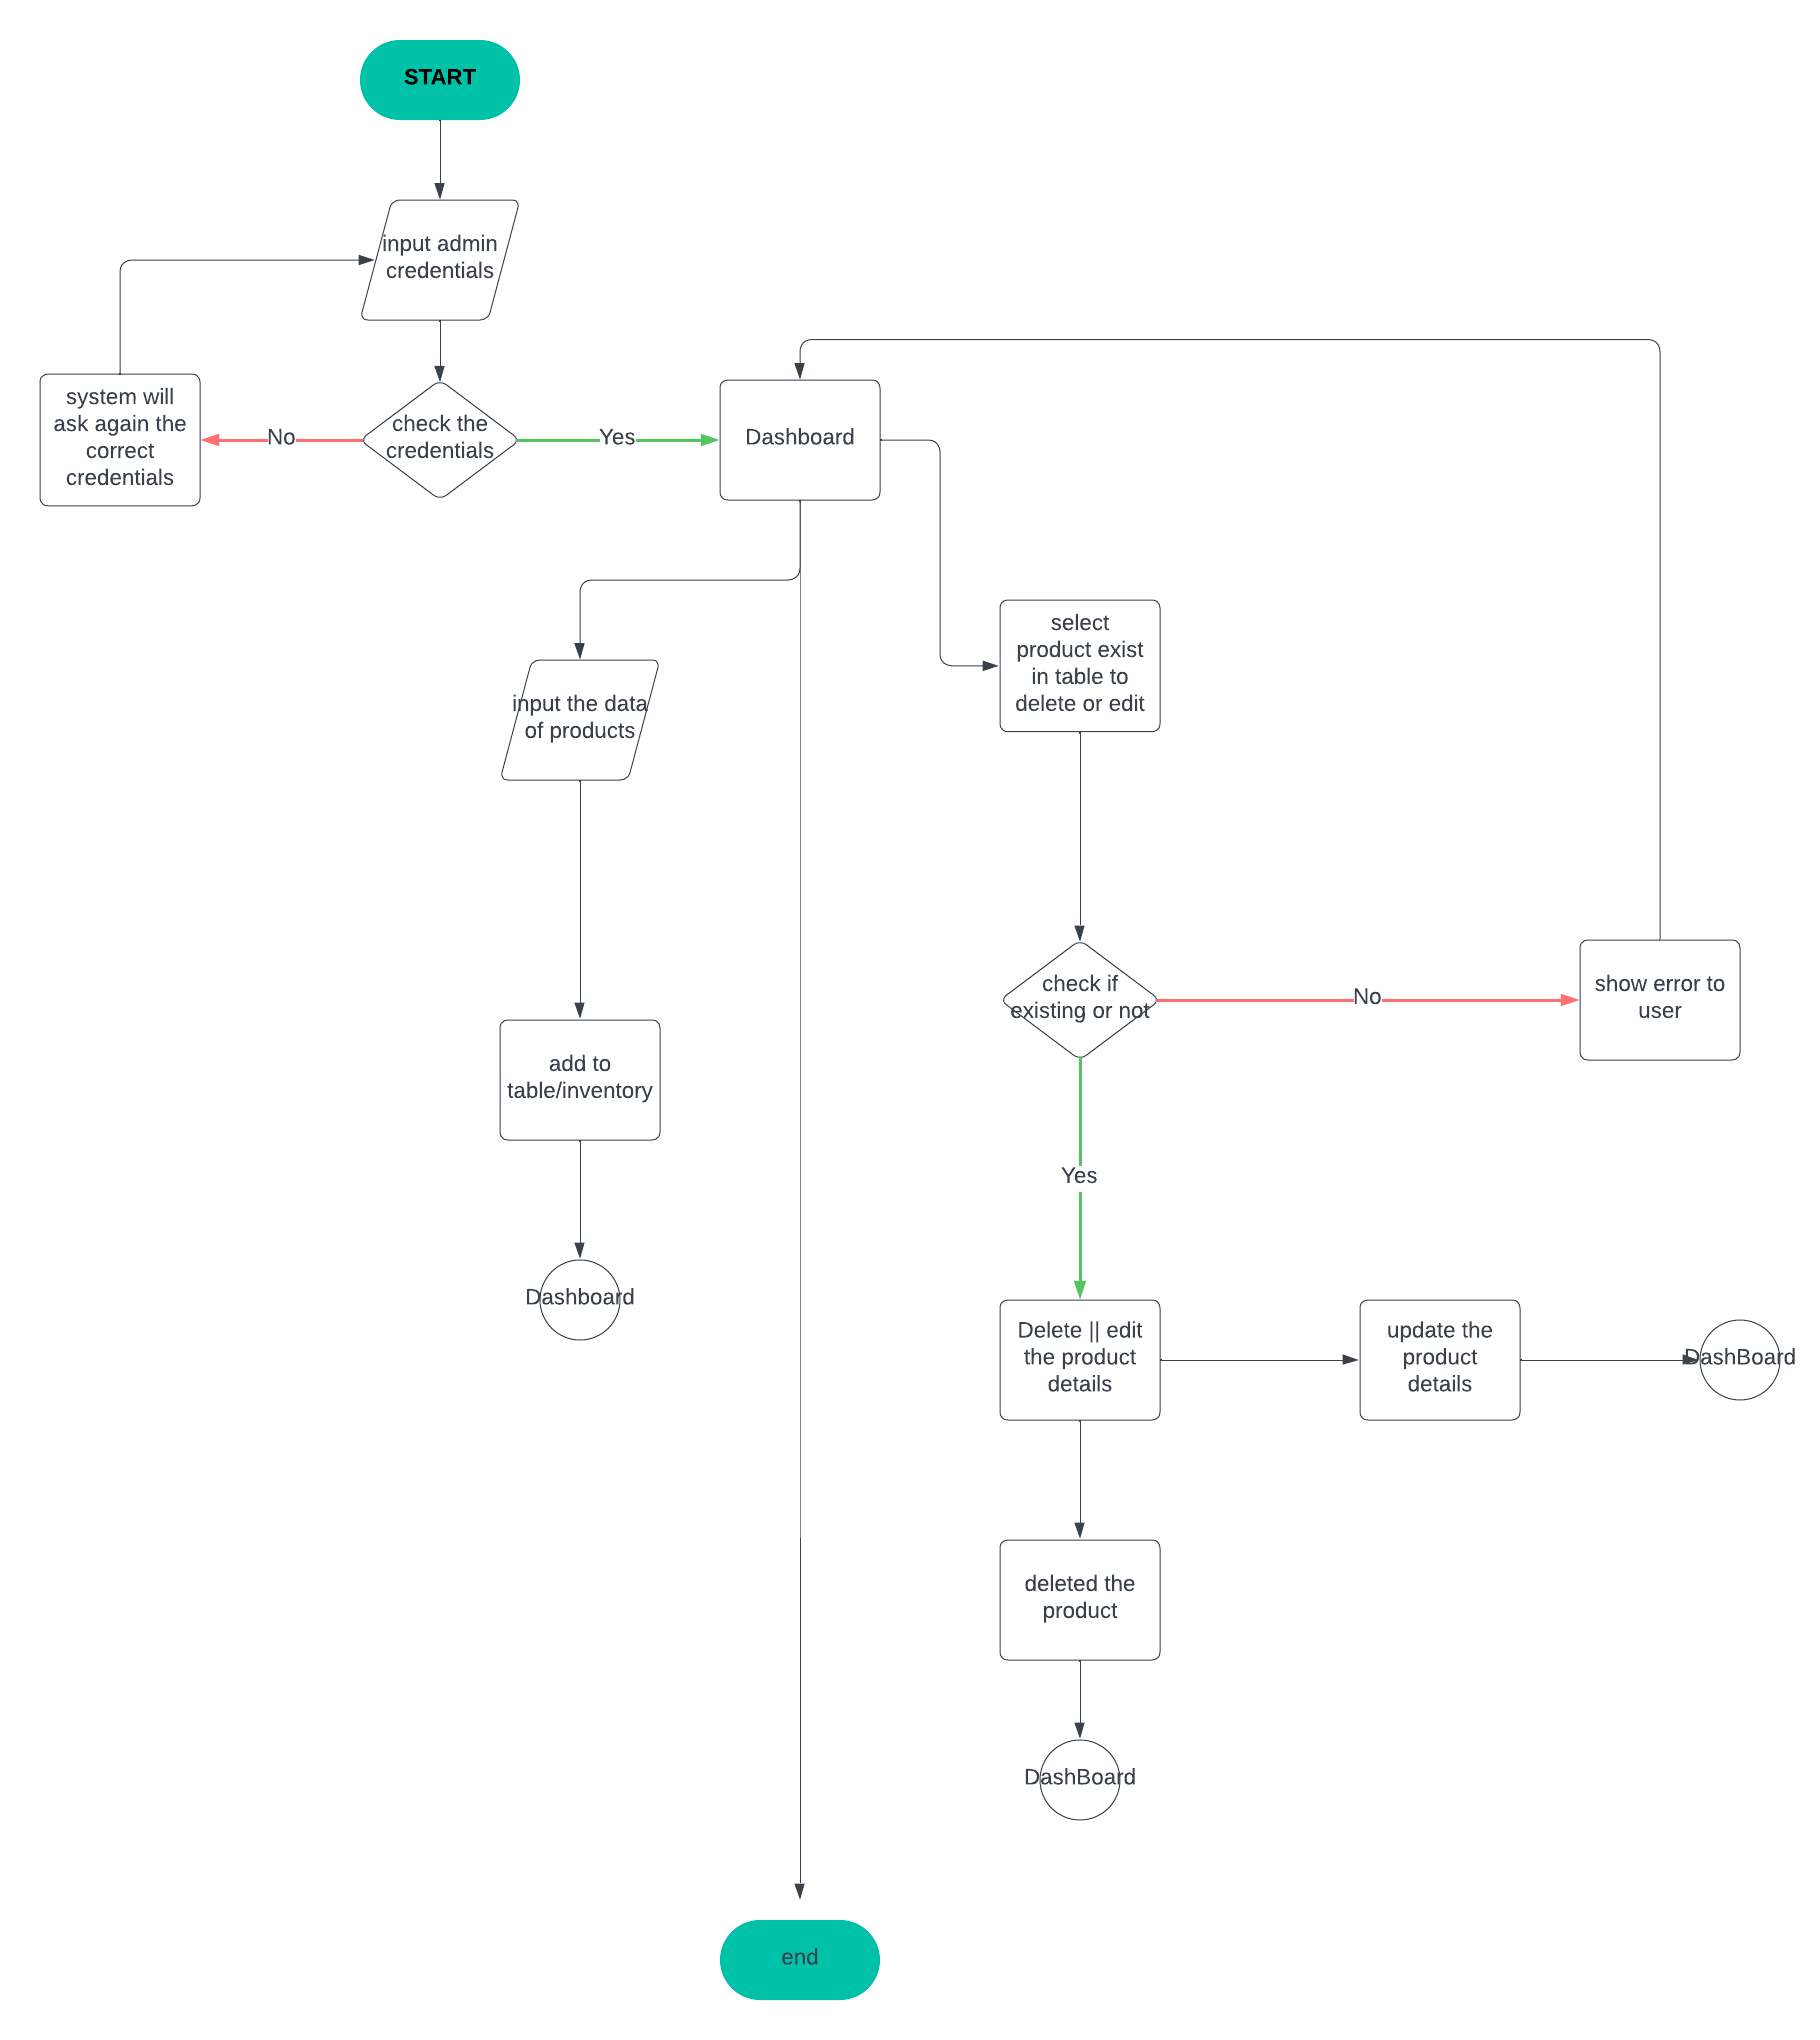 START
input admin
credentials
system will
ask again the
correct
credentials
No
check the
credentials
Yes
Dashboard
select
product exist
in table to
delete or edit
input the data
of products
check if
existing or not
No
show error to
user
add to
table/inventory
Yes
Dashboard
Delete || edit
the product
details
update the
product
details
DashBoard
deleted the
product
DashBoard
end